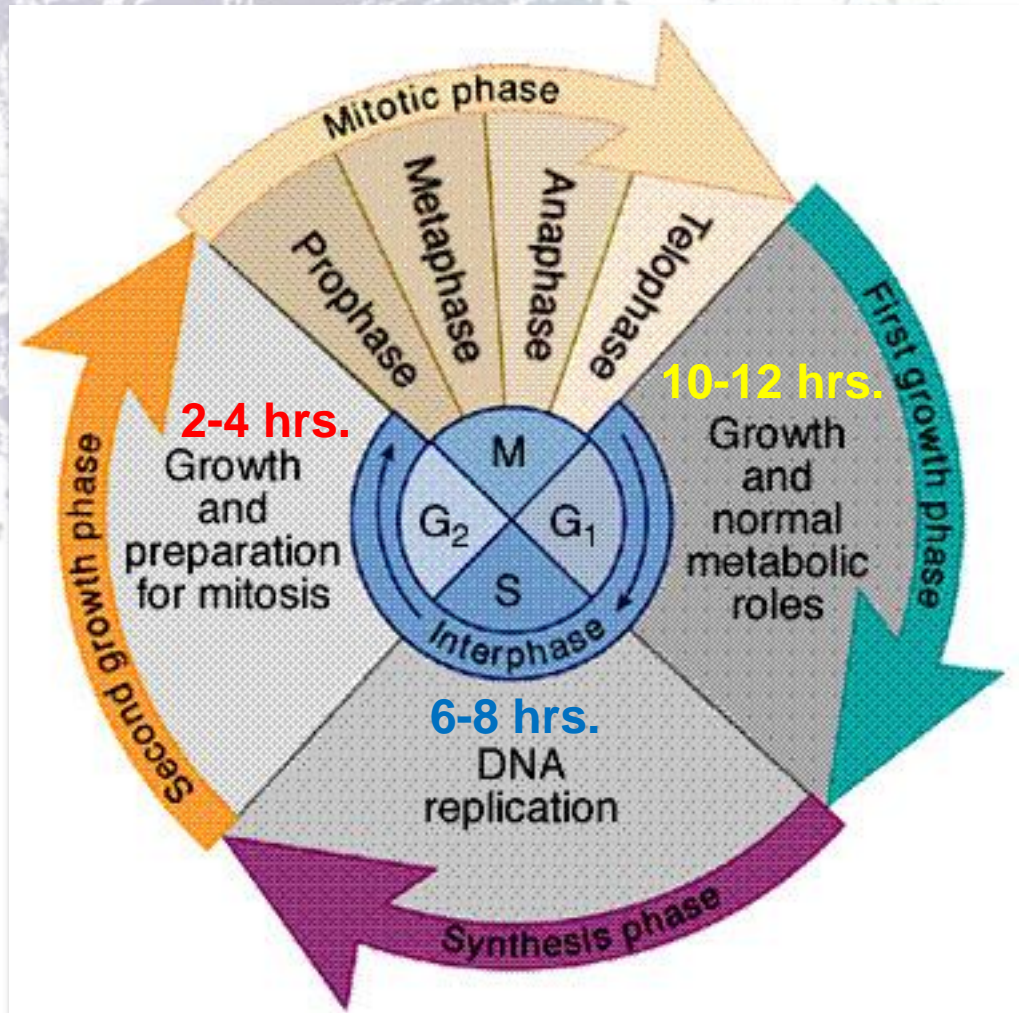 Mitotic phase
Prophase
Metaphase
Anaphase
Telophase
First growth phase
10-12 hrs.
Growth
and
normal
metabolic
roles
2-4 hrs.
Growth
and
preparation
for mitosis
Second growth phase
M
G₂
G₁
S
Interphase
6-8 hrs.
DNA
replication
Synthesis phase